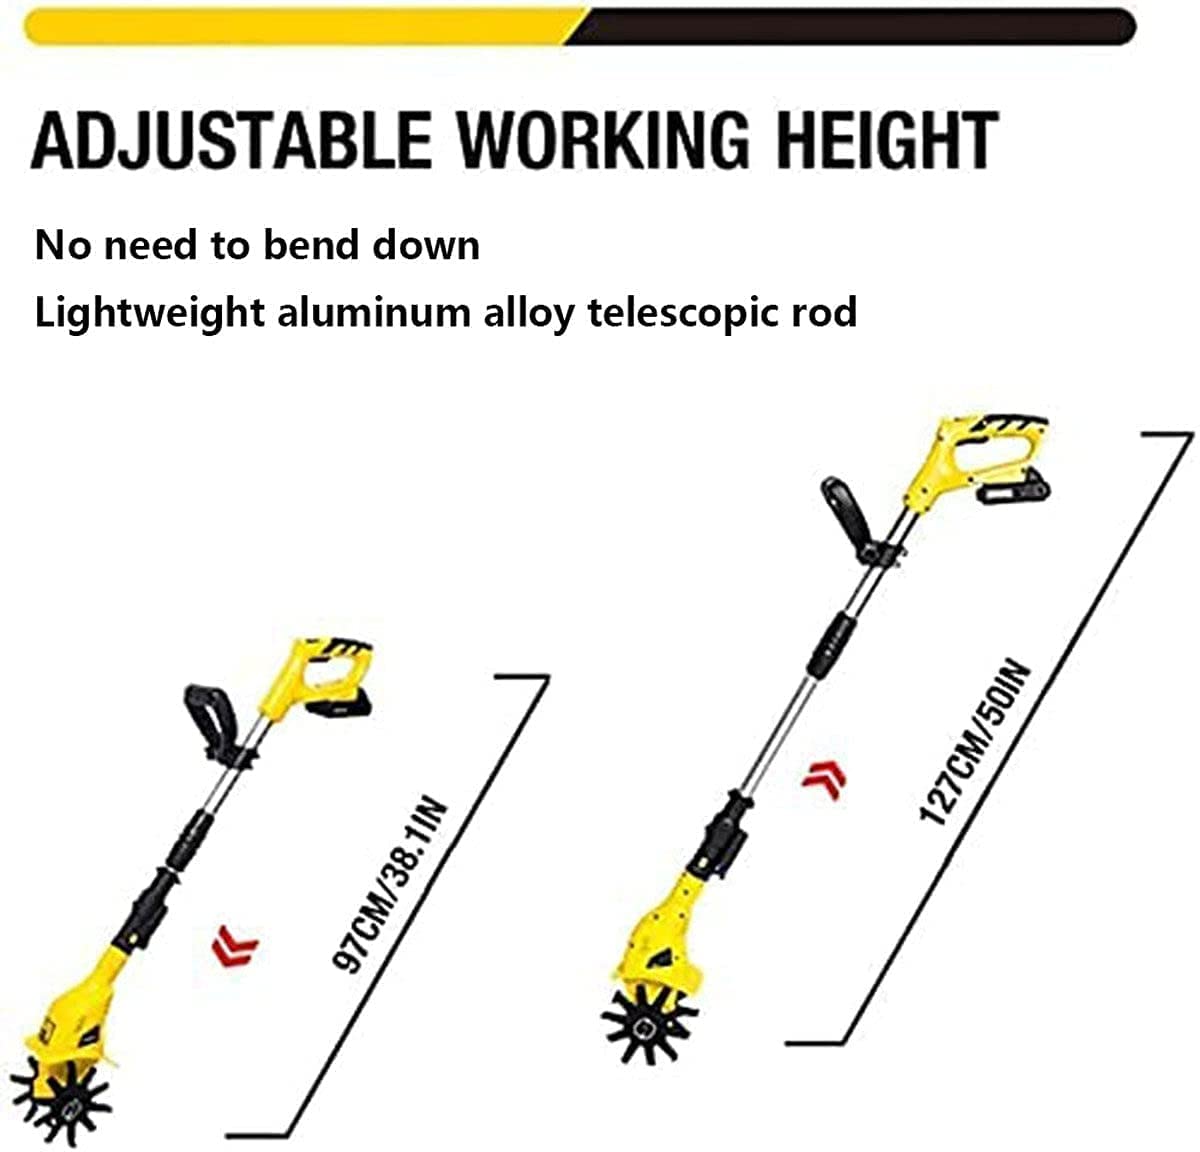 ADJUSTABLE WORKING HEIGHT
No need to bend down
Lightweight aluminum alloy telescopic rod
127CM/50IN
97CM/38.1IN